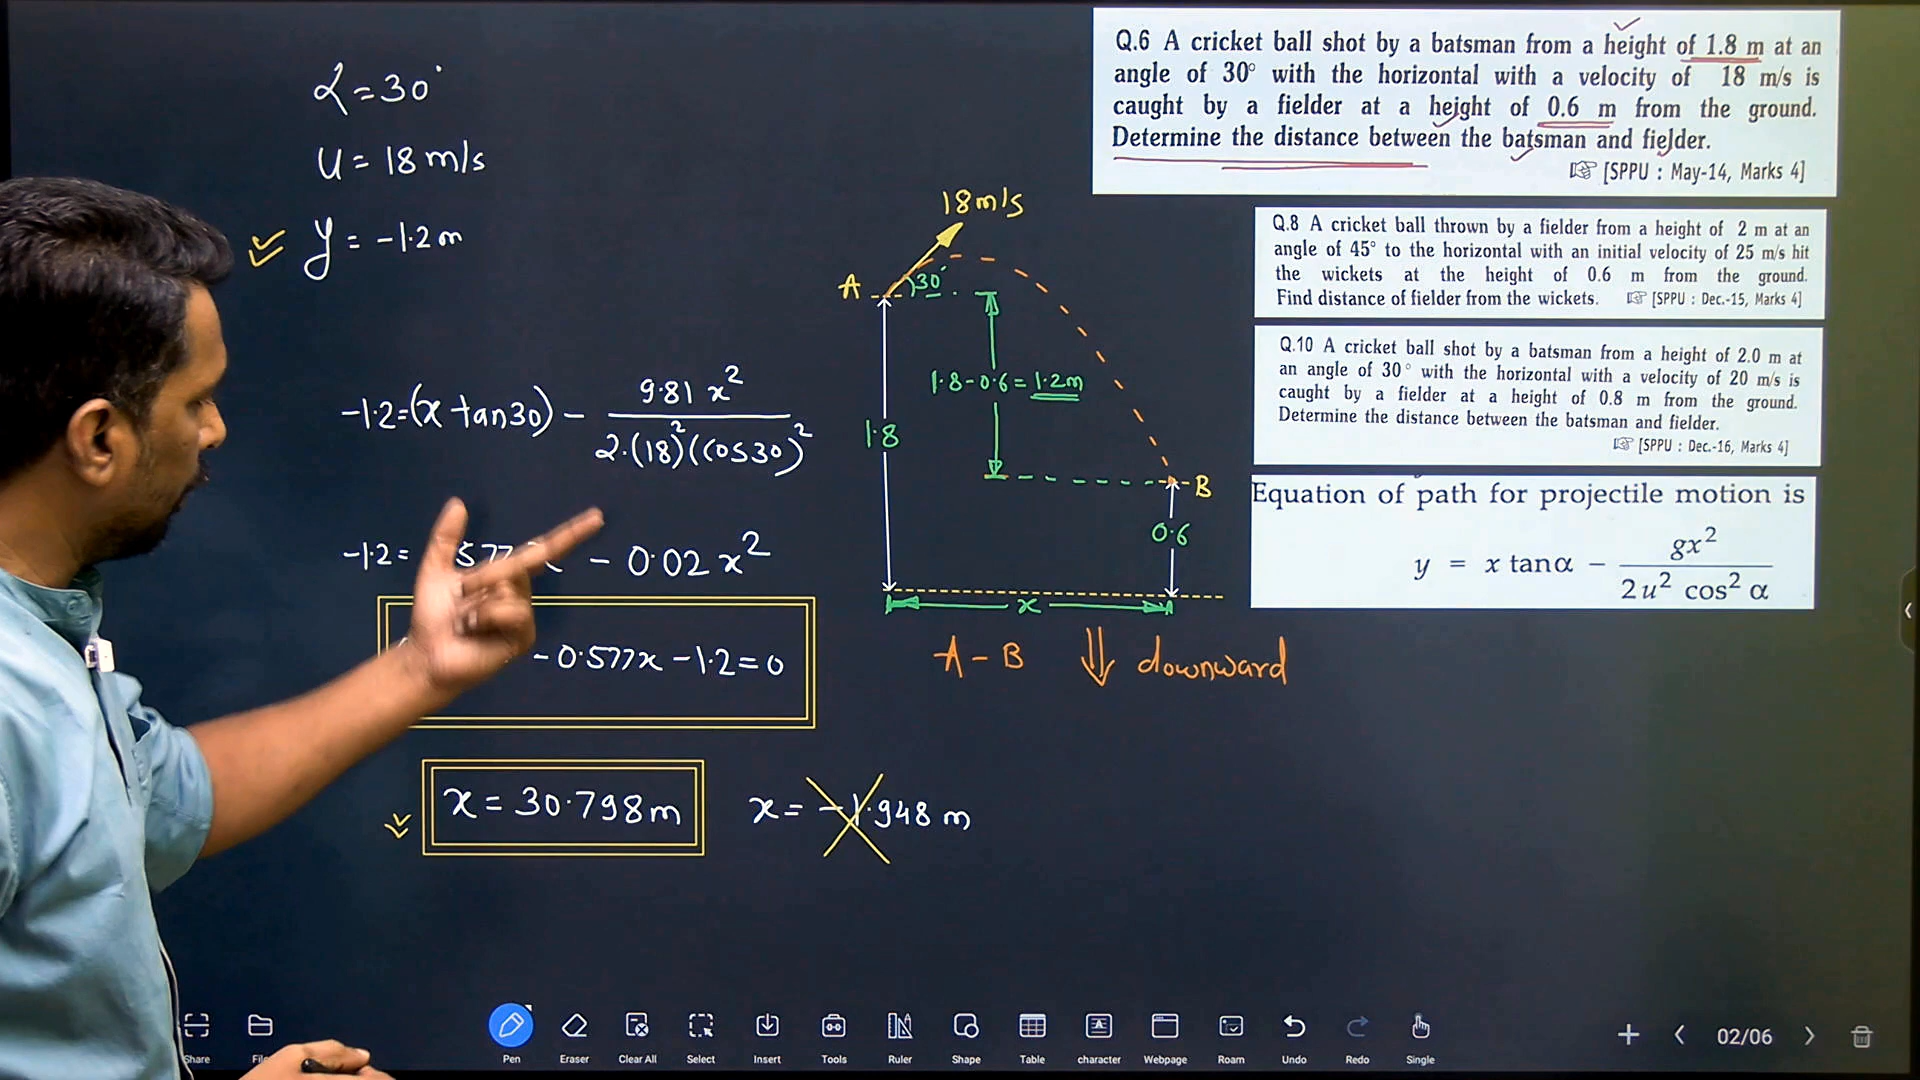 α = 30°
u = 18 m/s
y = -1.2 m
-1.2 = (x tan30) - 9.81 x² / 2·(18)²(cos30)²
-1.2 = 577 - 0.02 x²
- 0.577x - 1.2 = 0
x = 30.798 m    x = -1.948 m
18 m/s
A
30°
1.8 - 0.6 = 1.2m
1.8
B
0.6
x
A - B ⇓ downward
Q.6 A cricket ball shot by a batsman from a height of 1.8 m at an
angle of 30° with the horizontal with a velocity of 18 m/s is
caught by a fielder at a height of 0.6 m from the ground.
Determine the distance between the batsman and fielder.
☞ [SPPU : May-14, Marks 4]
Q.8 A cricket ball thrown by a fielder from a height of 2 m at an
angle of 45° to the horizontal with an initial velocity of 25 m/s hit
the wickets at the height of 0.6 m from the ground.
Find distance of fielder from the wickets. ☞ [SPPU : Dec.-15, Marks 4]
Q.10 A cricket ball shot by a batsman from a height of 2.0 m at
an angle of 30° with the horizontal with a velocity of 20 m/s is
caught by a fielder at a height of 0.8 m from the ground.
Determine the distance between the batsman and fielder.
☞ [SPPU : Dec.-16, Marks 4]
Equation of path for projectile motion is
y = x tanα - gx² / 2u² cos² α
Share Pen Eraser Clear All Select Insert Tools Ruler Shape Table character Webpage Roam Undo Redo Single
+ < 02/06 >